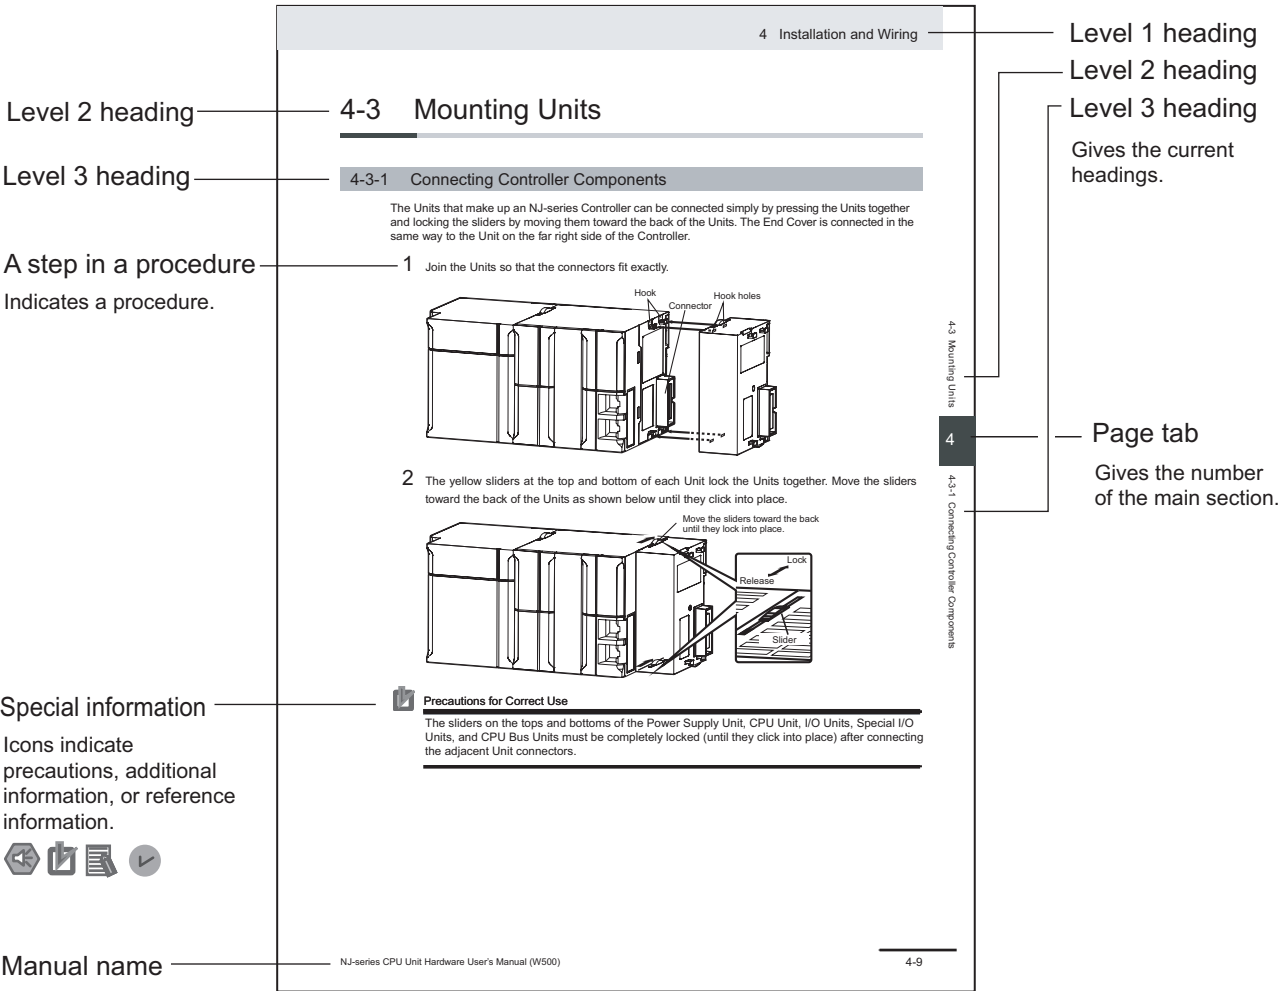 4 Installation and Wiring
Level 1 heading
Level 2 heading
Level 3 heading
Gives the current
headings.
Level 2 heading
4-3 Mounting Units
Level 3 heading
4-3-1 Connecting Controller Components
The Units that make up an NJ-series Controller can be connected simply by pressing the Units together
and locking the sliders by moving them toward the back of the Units. The End Cover is connected in the
same way to the Unit on the far right side of the Controller.
A step in a procedure
Indicates a procedure.
1 Join the Units so that the connectors fit exactly.
Hook
Connector
Hook holes
4-3 Mounting Units
4
Page tab
Gives the number
of the main section.
4-3-1 Connecting Controller Components
2 The yellow sliders at the top and bottom of each Unit lock the Units together. Move the sliders
toward the back of the Units as shown below until they click into place.
Move the sliders toward the back
until they lock into place.
Lock
Release
Slider
Special information
Icons indicate
precautions, additional
information, or reference
information.
Precautions for Correct Use
The sliders on the tops and bottoms of the Power Supply Unit, CPU Unit, I/O Units, Special I/O
Units, and CPU Bus Units must be completely locked (until they click into place) after connecting
the adjacent Unit connectors.
Manual name
NJ-series CPU Unit Hardware User's Manual (W500)
4-9